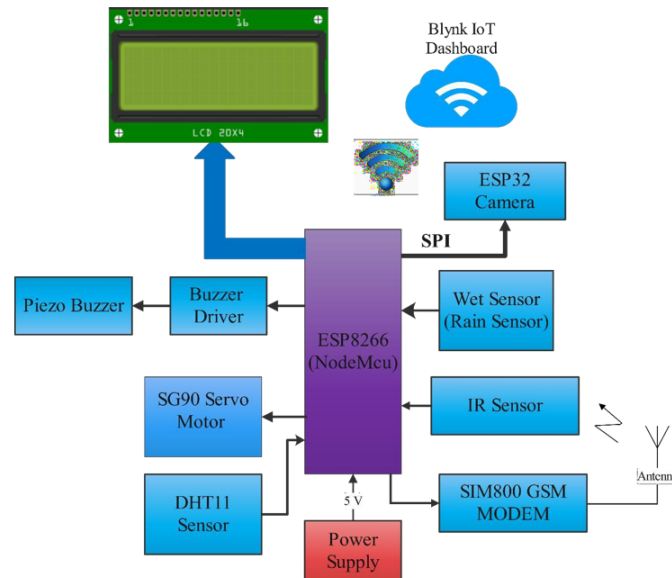 1 16
LCD 20X4
Blynk IoT
Dashboard
ESP32
Camera
SPI
Piezo Buzzer
Buzzer
Driver
ESP8266
(NodeMcu)
Wet Sensor
(Rain Sensor)
SG90 Servo
Motor
IR Sensor
DHT11
Sensor
5 V
Power
Supply
SIM800 GSM
MODEM
Antenn